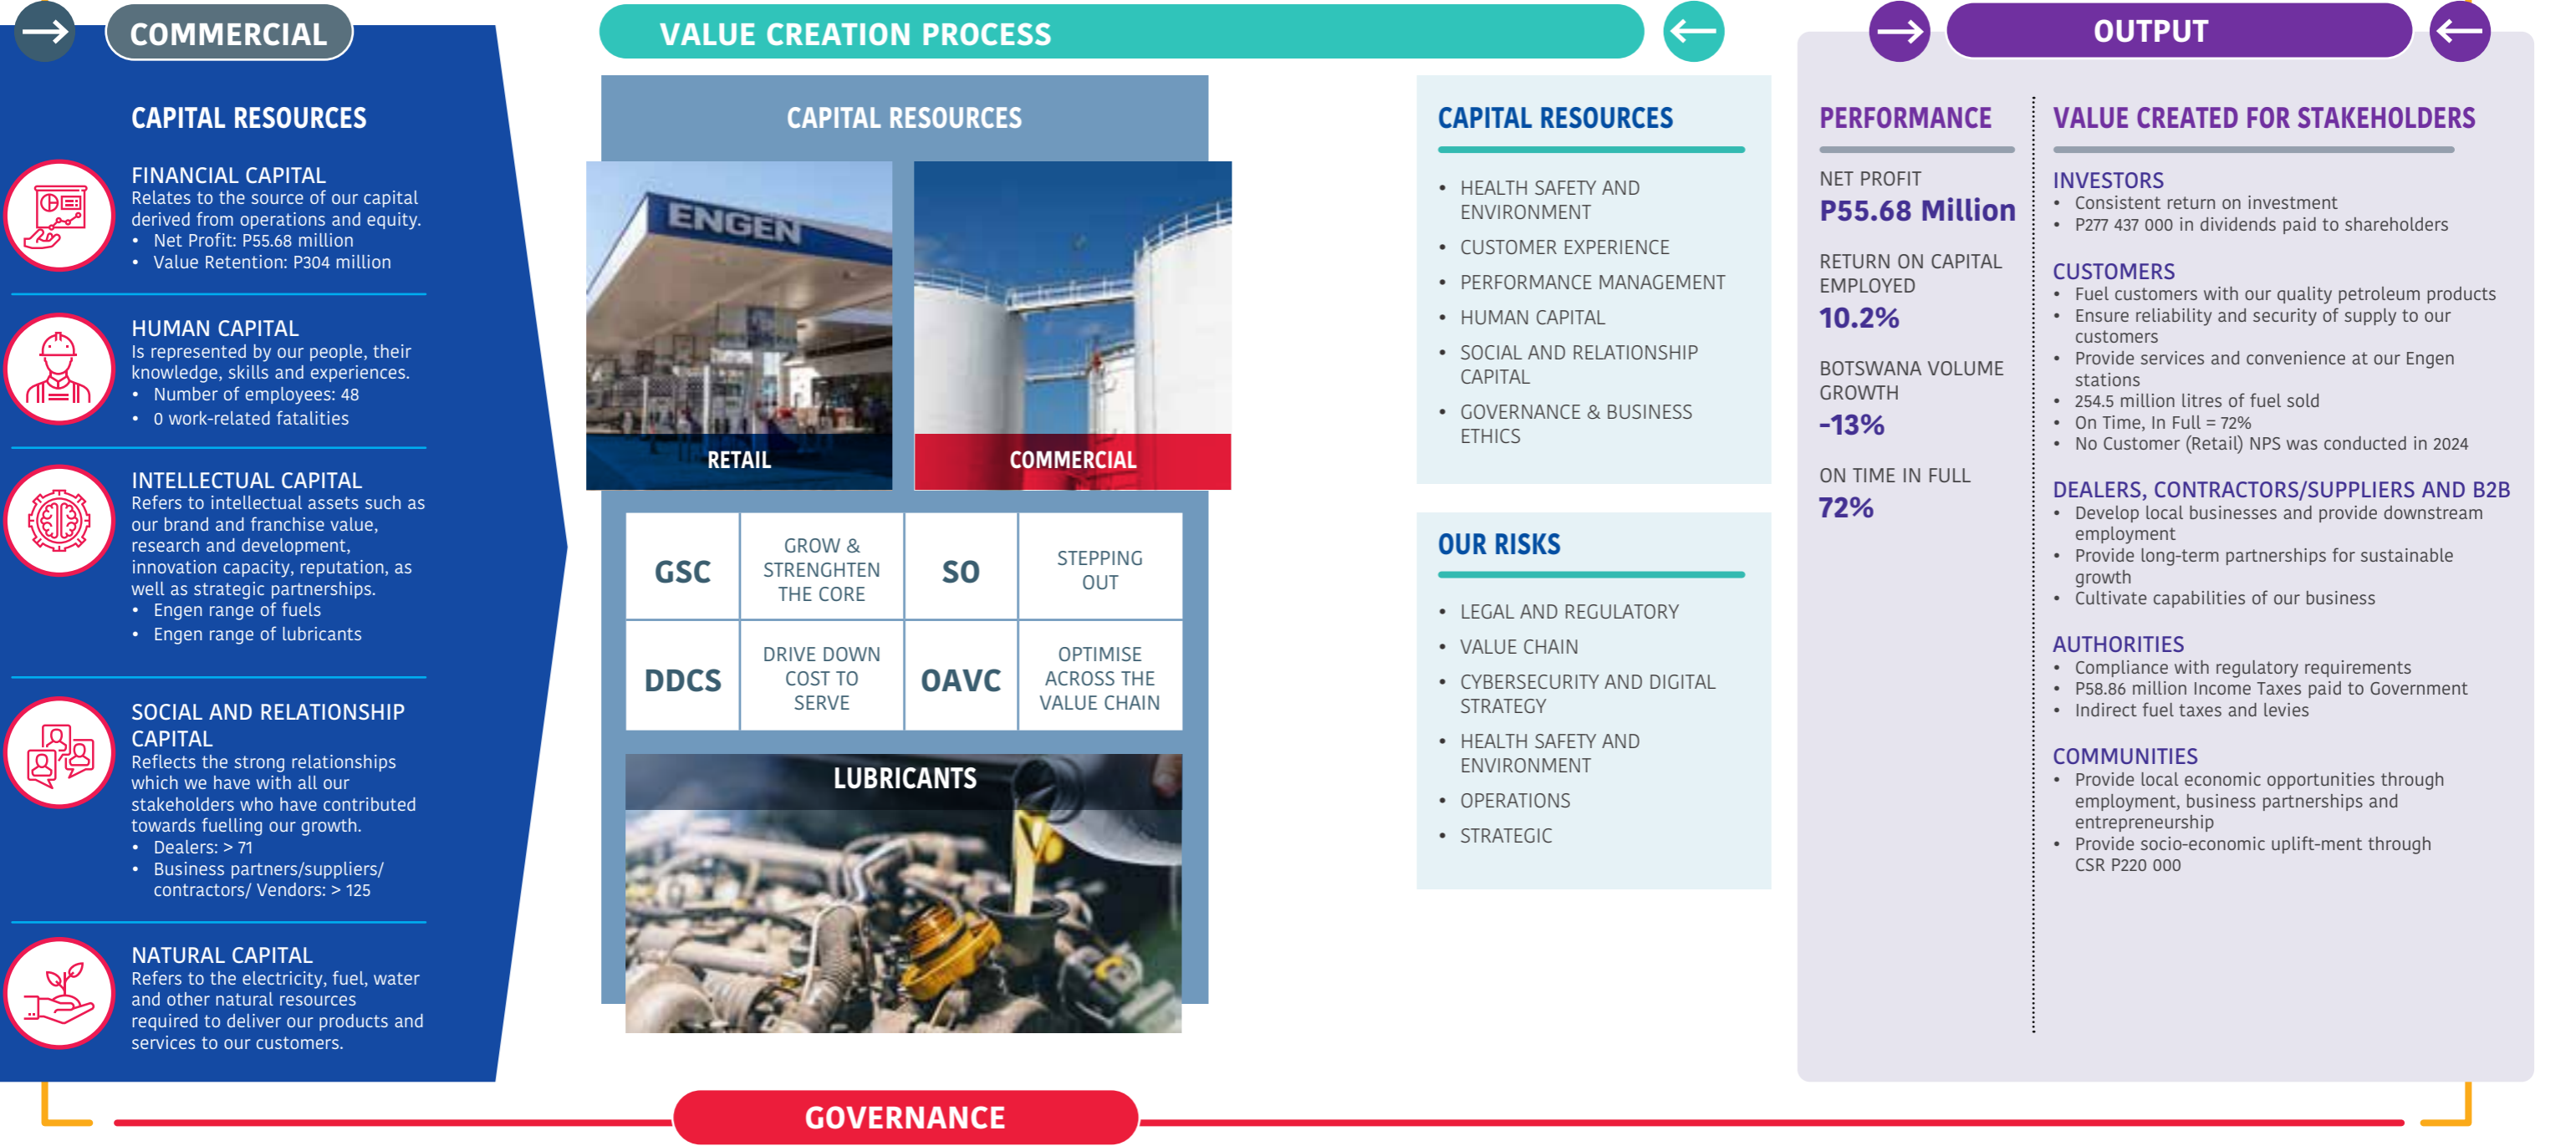 COMMERCIAL
CAPITAL RESOURCES
FINANCIAL CAPITAL
Relates to the source of our capital
derived from operations and equity.
• Net Profit: P55.68 million
• Value Retention: P304 million
HUMAN CAPITAL
Is represented by our people, their
knowledge, skills and experiences.
• Number of employees: 48
• 0 work-related fatalities
INTELLECTUAL CAPITAL
Refers to intellectual assets such as
our brand and franchise value,
research and development,
innovation capacity, reputation, as
well as strategic partnerships.
• Engen range of fuels
• Engen range of lubricants
SOCIAL AND RELATIONSHIP
CAPITAL
Reflects the strong relationships
which we have with all our
stakeholders who have contributed
towards fuelling our growth.
• Dealers: > 71
• Business partners/suppliers/
contractors/ Vendors: > 125
NATURAL CAPITAL
Refers to the electricity, fuel, water
and other natural resources
required to deliver our products and
services to our customers.
VALUE CREATION PROCESS
CAPITAL RESOURCES
ENGEN
RETAIL
COMMERCIAL
GSC
GROW &
STRENGHTEN
THE CORE
SO
STEPPING
OUT
DDCS
DRIVE DOWN
COST TO
SERVE
OAVC
OPTIMISE
ACROSS THE
VALUE CHAIN
LUBRICANTS
CAPITAL RESOURCES
• HEALTH SAFETY AND
ENVIRONMENT
• CUSTOMER EXPERIENCE
• PERFORMANCE MANAGEMENT
• HUMAN CAPITAL
• SOCIAL AND RELATIONSHIP
CAPITAL
• GOVERNANCE & BUSINESS
ETHICS
OUR RISKS
• LEGAL AND REGULATORY
• VALUE CHAIN
• CYBERSECURITY AND DIGITAL
STRATEGY
• HEALTH SAFETY AND
ENVIRONMENT
• OPERATIONS
• STRATEGIC
OUTPUT
PERFORMANCE
NET PROFIT
P55.68 Million
RETURN ON CAPITAL
EMPLOYED
10.2%
BOTSWANA VOLUME
GROWTH
-13%
ON TIME IN FULL
72%
VALUE CREATED FOR STAKEHOLDERS
INVESTORS
• Consistent return on investment
• P277 437 000 in dividends paid to shareholders
CUSTOMERS
• Fuel customers with our quality petroleum products
• Ensure reliability and security of supply to our
customers
• Provide services and convenience at our Engen
stations
• 254.5 million litres of fuel sold
• On Time, In Full = 72%
• No Customer (Retail) NPS was conducted in 2024
DEALERS, CONTRACTORS/SUPPLIERS AND B2B
• Develop local businesses and provide downstream
employment
• Provide long-term partnerships for sustainable
growth
• Cultivate capabilities of our business
AUTHORITIES
• Compliance with regulatory requirements
• P58.86 million Income Taxes paid to Government
• Indirect fuel taxes and levies
COMMUNITIES
• Provide local economic opportunities through
employment, business partnerships and
entrepreneurship
• Provide socio-economic uplift-ment through
CSR P220 000
GOVERNANCE